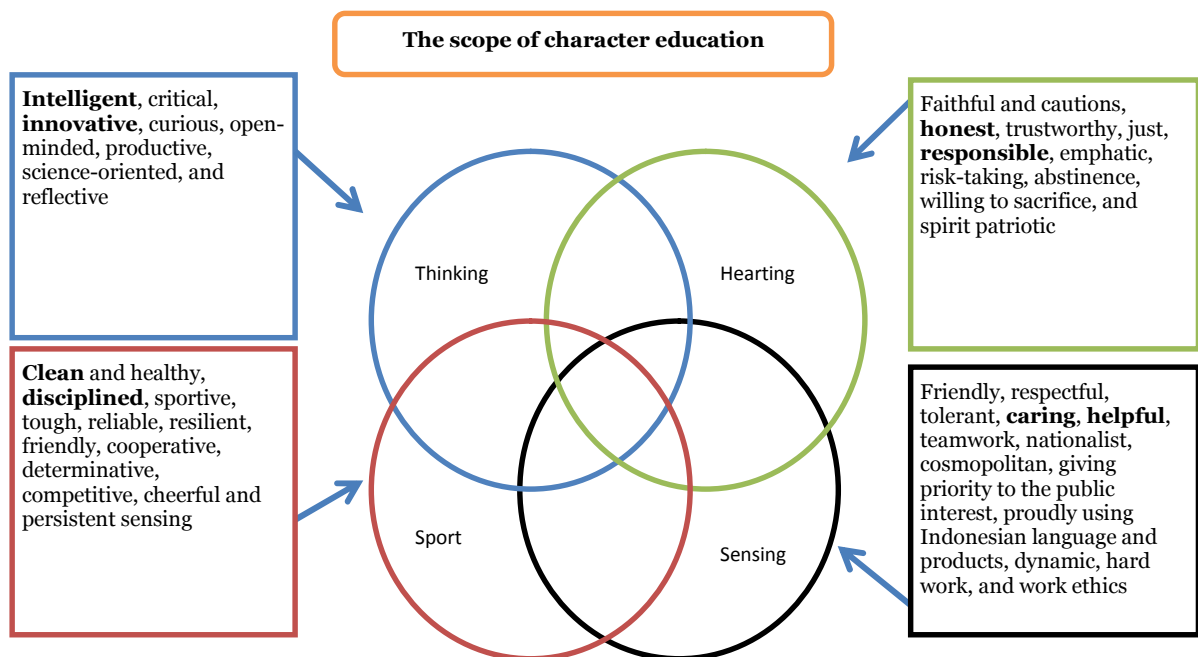 The scope of character education
Intelligent, critical,
innovative, curious, open-
minded, productive,
science-oriented, and
reflective
Faithful and cautions,
honest, trustworthy, just,
responsible, emphatic,
risk-taking, abstinence,
willing to sacrifice, and
spirit patriotic
Thinking
Hearting
Clean and healthy,
disciplined, sportive,
tough, reliable, resilient,
friendly, cooperative,
determinative,
competitive, cheerful and
persistent sensing
Friendly, respectful,
tolerant, caring, helpful,
teamwork, nationalist,
cosmopolitan, giving
priority to the public
interest, proudly using
Indonesian language and
products, dynamic, hard
work, and work ethics
Sport
Sensing